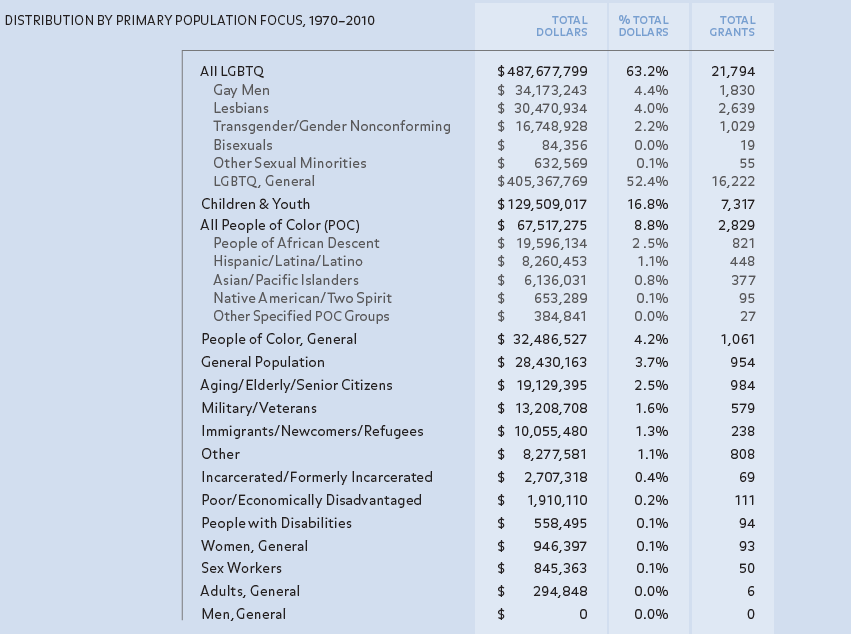 DISTRIBUTION BY PRIMARY POPULATION FOCUS, 1970–2010
TOTAL DOLLARS % TOTAL DOLLARS TOTAL GRANTS
All LGBTQ $487,677,799 63.2% 21,794
Gay Men $ 34,173,243 4.4% 1,830
Lesbians $ 30,470,934 4.0% 2,639
Transgender/Gender Nonconforming $ 16,748,928 2.2% 1,029
Bisexuals $ 84,356 0.0% 19
Other Sexual Minorities $ 632,569 0.1% 55
LGBTQ, General $405,367,769 52.4% 16,222
Children & Youth $129,509,017 16.8% 7,317
All People of Color (POC) $ 67,517,275 8.8% 2,829
People of African Descent $ 19,596,134 2.5% 821
Hispanic/Latina/Latino $ 8,260,453 1.1% 448
Asian/Pacific Islanders $ 6,136,031 0.8% 377
Native American/Two Spirit $ 653,289 0.1% 95
Other Specified POC Groups $ 384,841 0.0% 27
People of Color, General $ 32,486,527 4.2% 1,061
General Population $ 28,430,163 3.7% 954
Aging/Elderly/Senior Citizens $ 19,129,395 2.5% 984
Military/Veterans $ 13,208,708 1.6% 579
Immigrants/Newcomers/Refugees $ 10,055,480 1.3% 238
Other $ 8,277,581 1.1% 808
Incarcerated/Formerly Incarcerated $ 2,707,318 0.4% 69
Poor/Economically Disadvantaged $ 1,910,110 0.2% 111
People with Disabilities $ 558,495 0.1% 94
Women, General $ 946,397 0.1% 93
Sex Workers $ 845,363 0.1% 50
Adults, General $ 294,848 0.0% 6
Men, General $ 0 0.0% 0